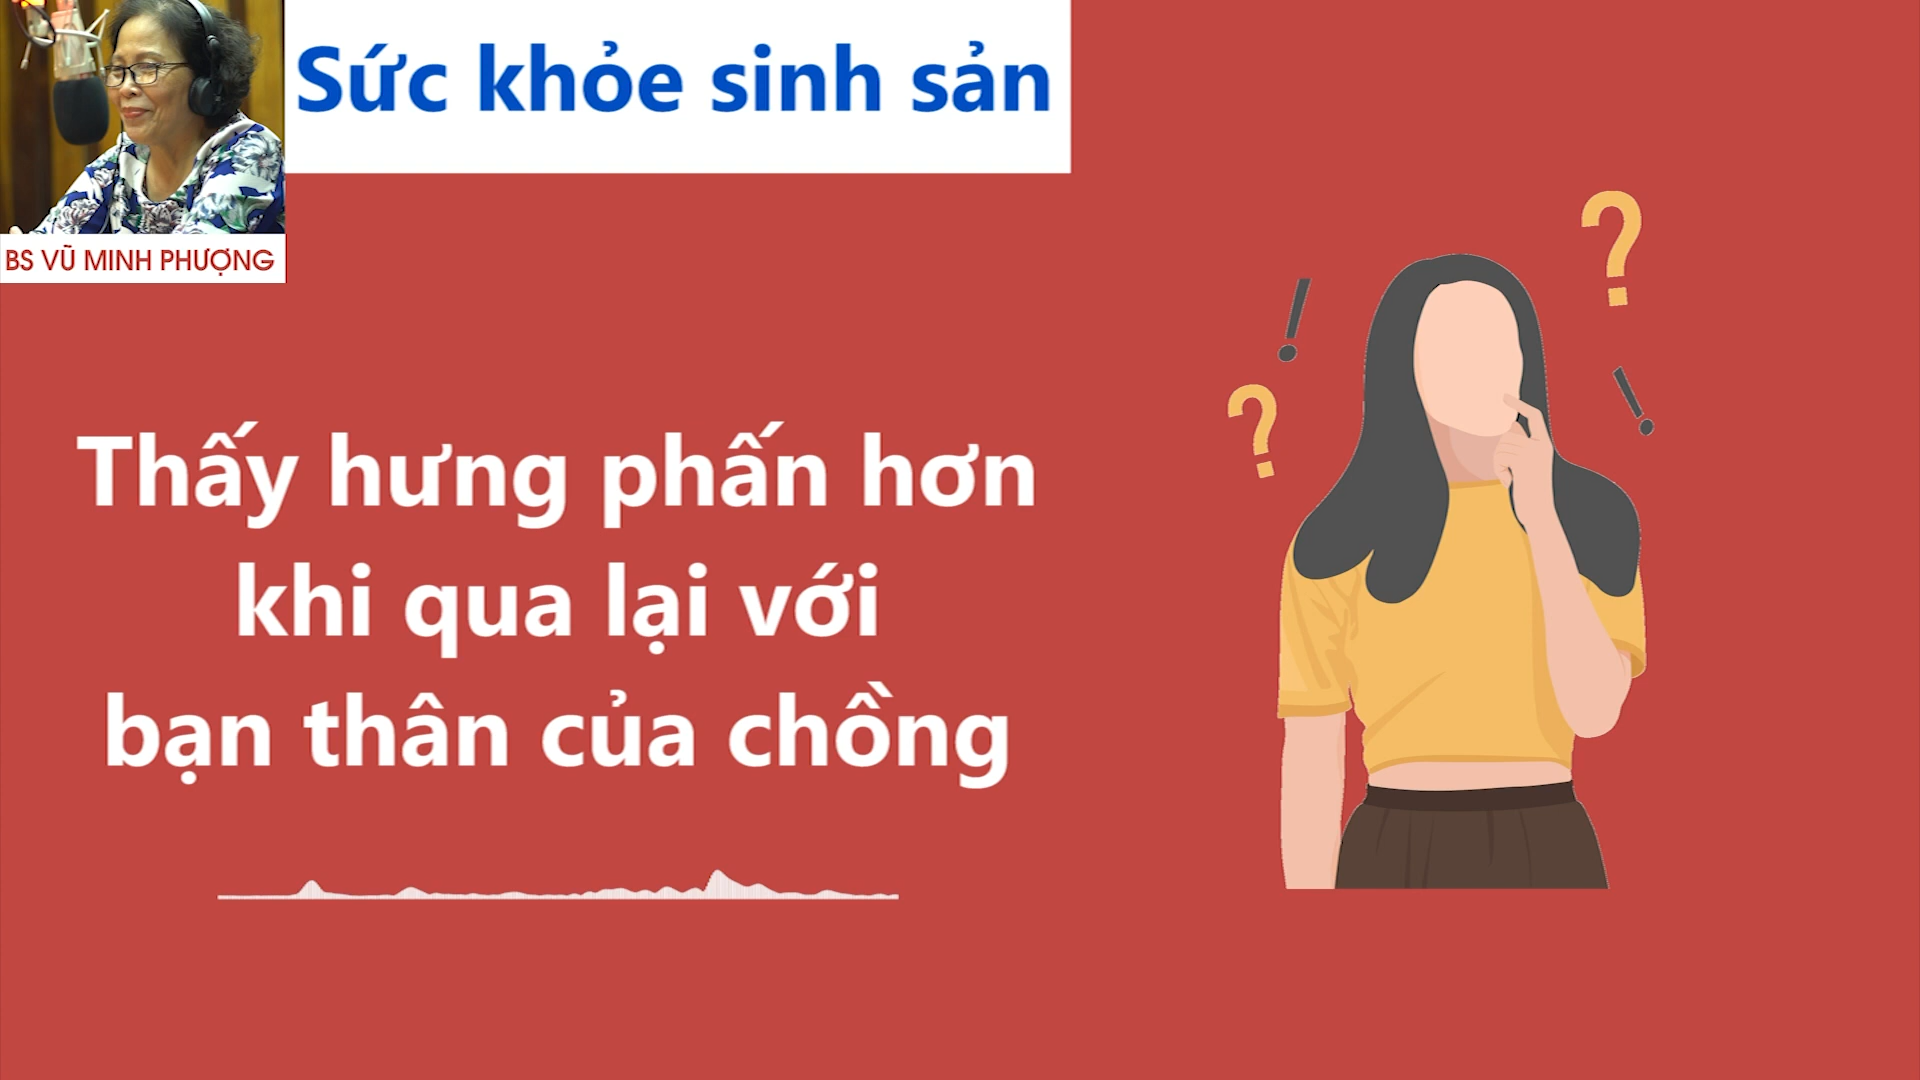 Sức khỏe sinh sản
BS VŨ MINH PHƯỢNG
Thấy hưng phấn hơn
khi qua lại với
bạn thân của chồng